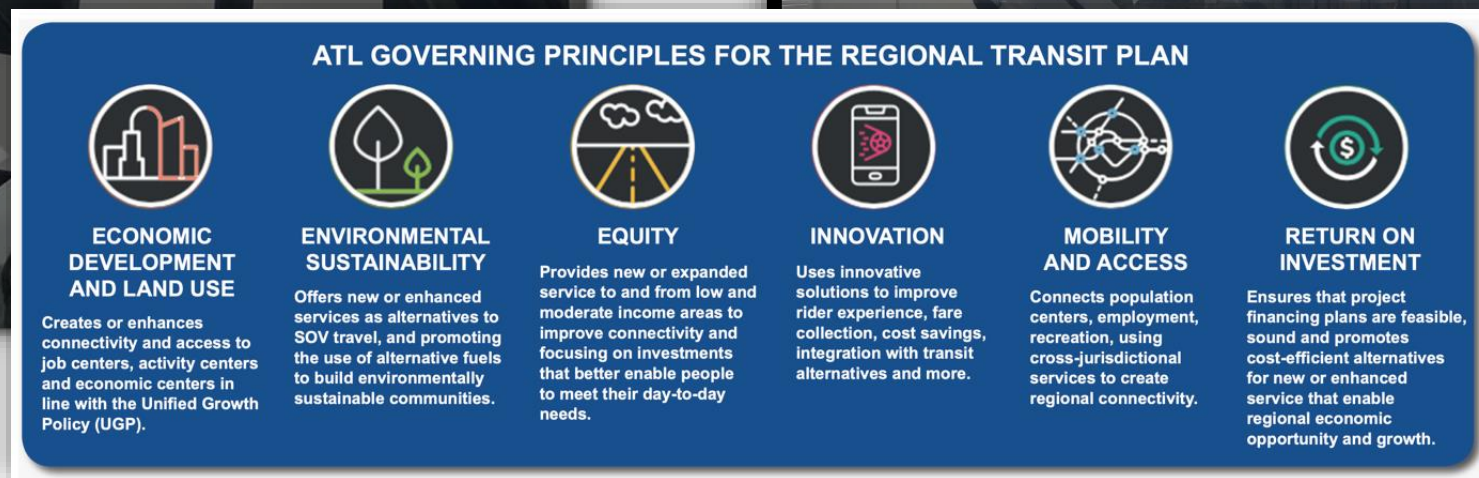 ATL GOVERNING PRINCIPLES FOR THE REGIONAL TRANSIT PLAN
ECONOMIC
DEVELOPMENT
AND LAND USE
Creates or enhances
connectivity and access to
job centers, activity centers
and economic centers in
line with the Unified Growth
Policy (UGP).
ENVIRONMENTAL
SUSTAINABILITY
Offers new or enhanced
services as alternatives to
SOV travel, and promoting
the use of alternative fuels
to build environmentally
sustainable communities.
EQUITY
Provides new or expanded
service to and from low and
moderate income areas to
improve connectivity and
focusing on investments
that better enable people
to meet their day-to-day
needs.
INNOVATION
Uses innovative
solutions to improve
rider experience, fare
collection, cost savings,
integration with transit
alternatives and more.
MOBILITY
AND ACCESS
Connects population
centers, employment,
recreation, using
cross-jurisdictional
services to create
regional connectivity.
$
RETURN ON
INVESTMENT
Ensures that project
financing plans are feasible,
sound and promotes
cost-efficient alternatives
for new or enhanced
service that enable
regional economic
opportunity and growth.